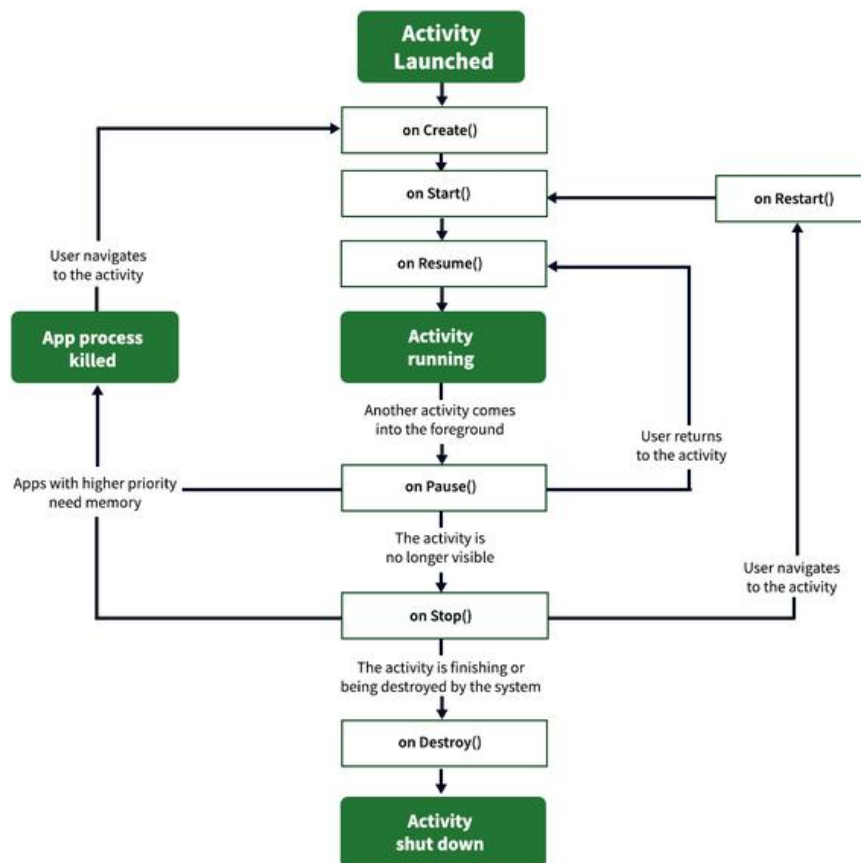 Activity
Launched
on Create()
on Start()
on Restart()
on Resume()
User navigates
to the activity
App process
killed
Activity
running
Another activity comes
into the foreground
User returns
to the activity
Apps with higher priority
need memory
on Pause()
The activity is
no longer visible
User navigates
to the activity
on Stop()
The activity is finishing or
being destroyed by the system
on Destroy()
Activity
shut down